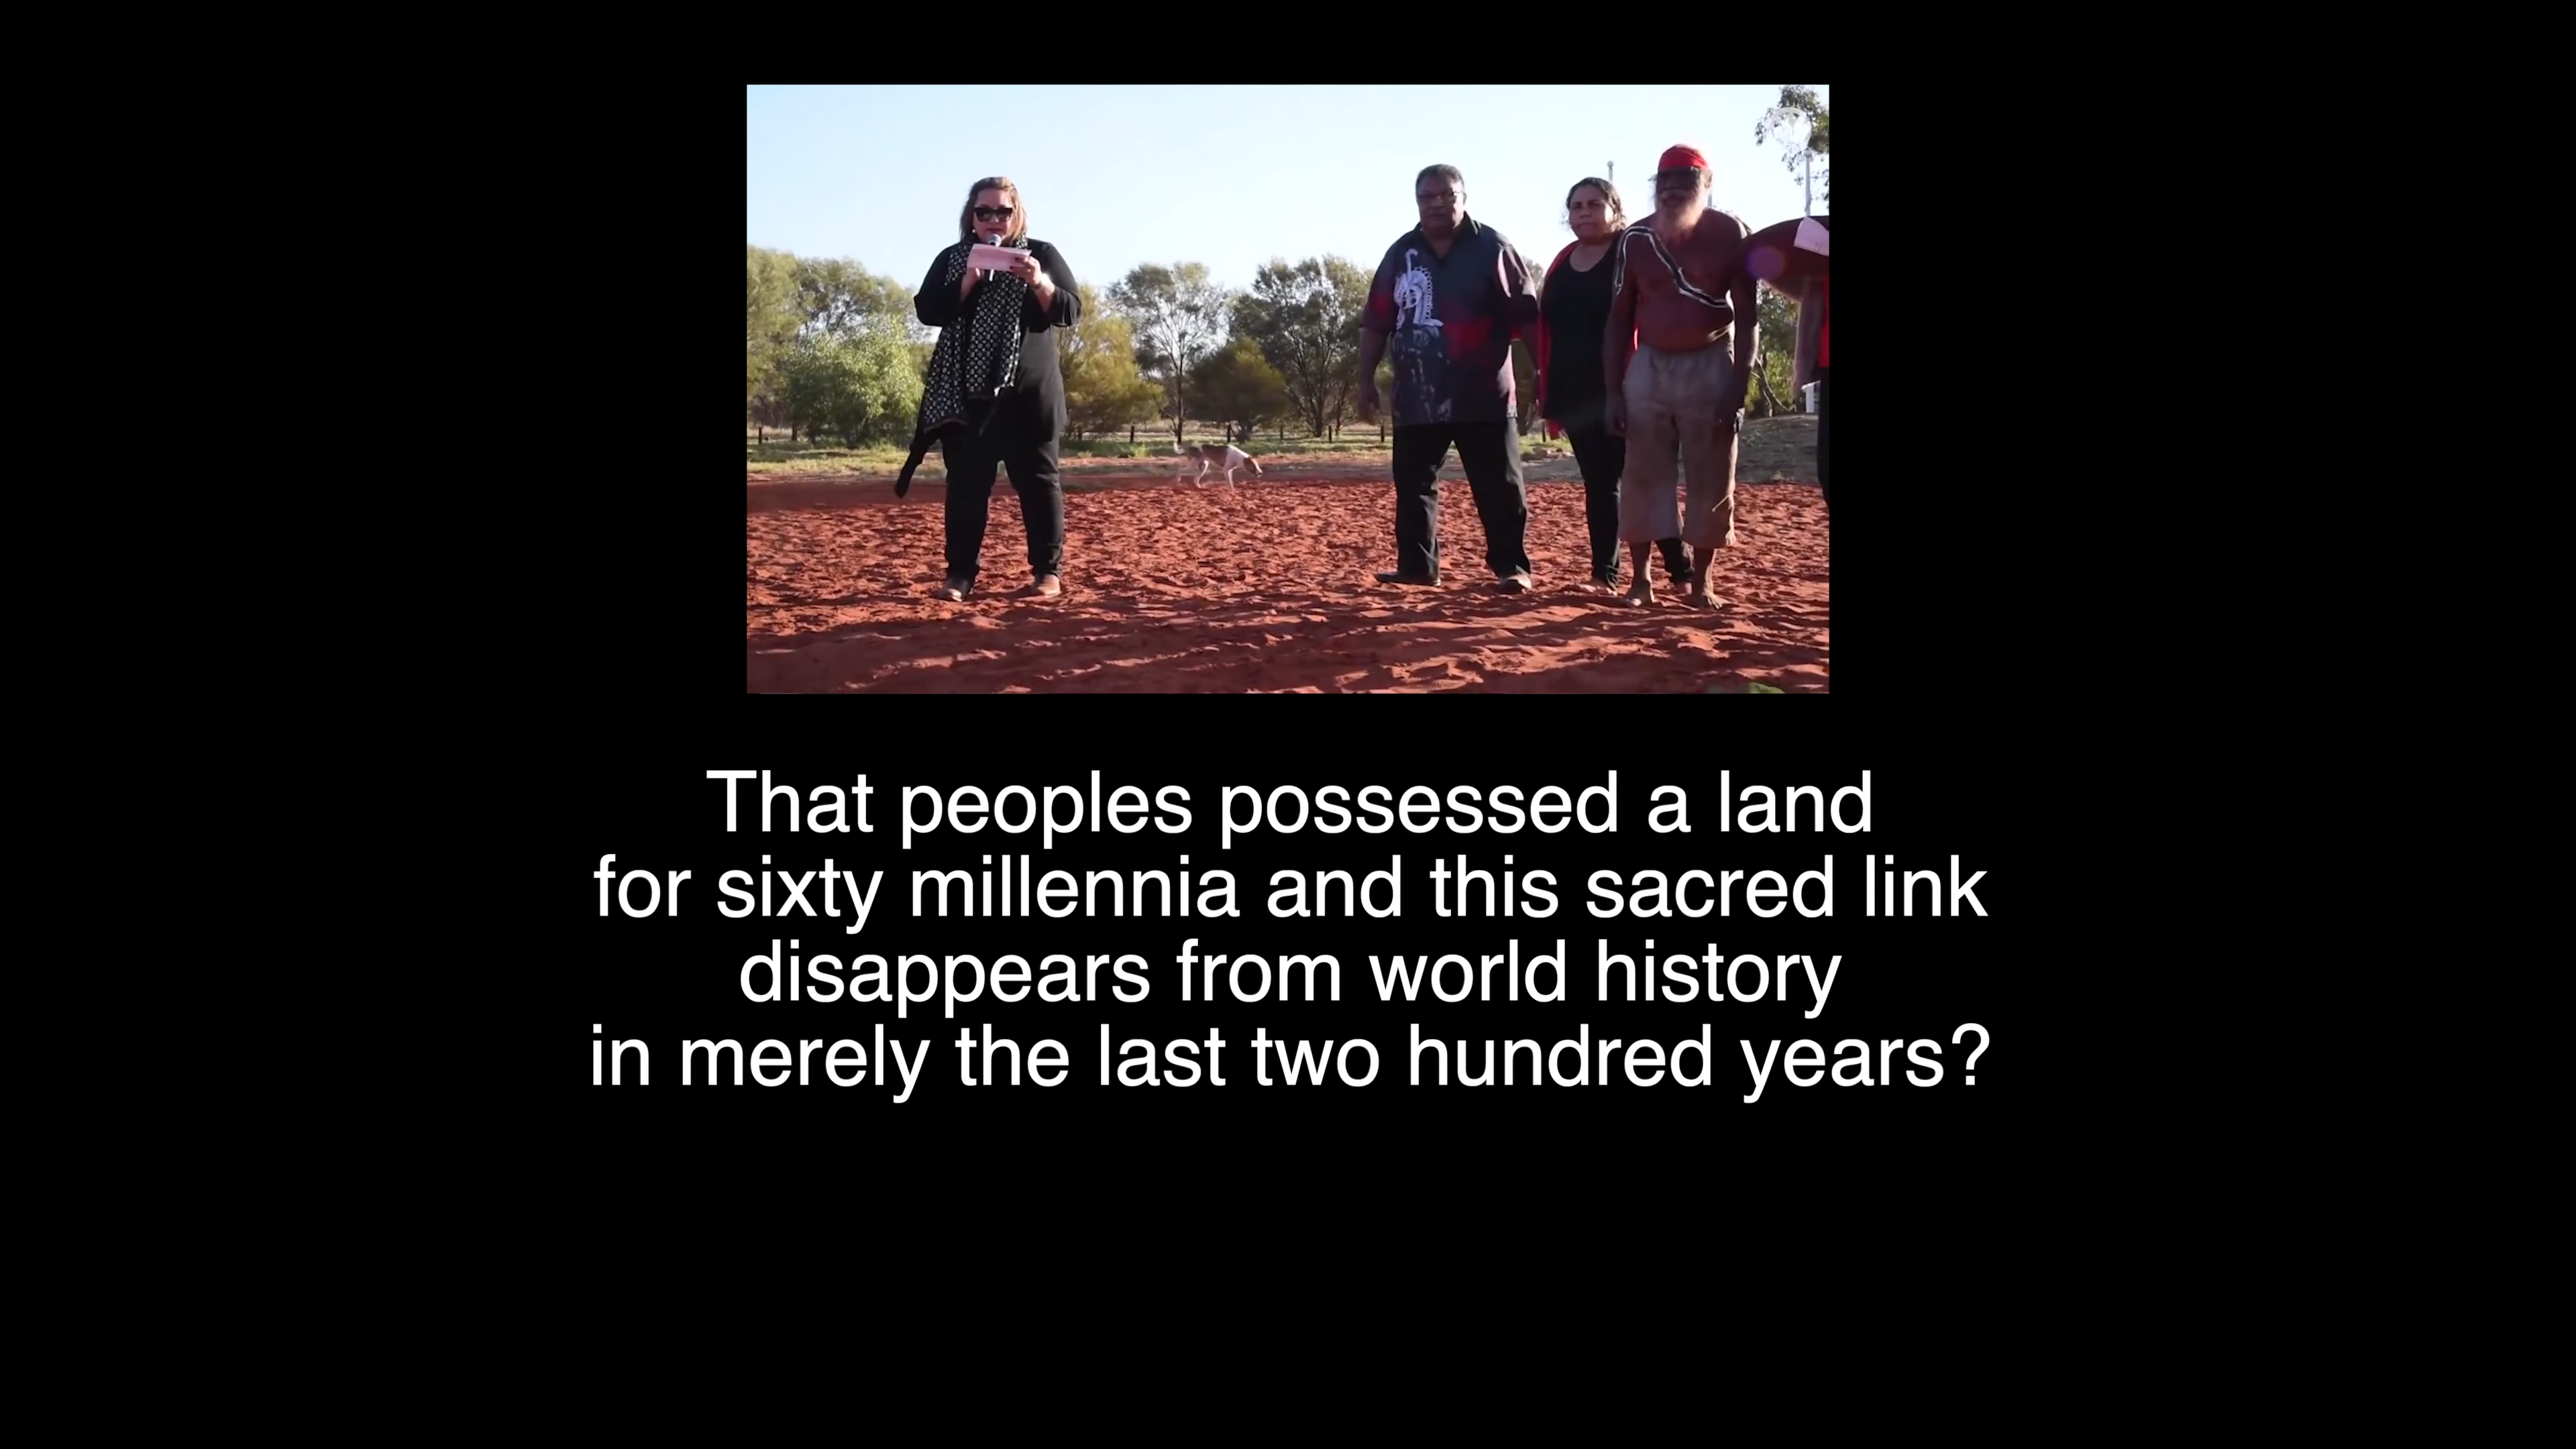 That peoples possessed a land
for sixty millennia and this sacred link
disappears from world history
in merely the last two hundred years?